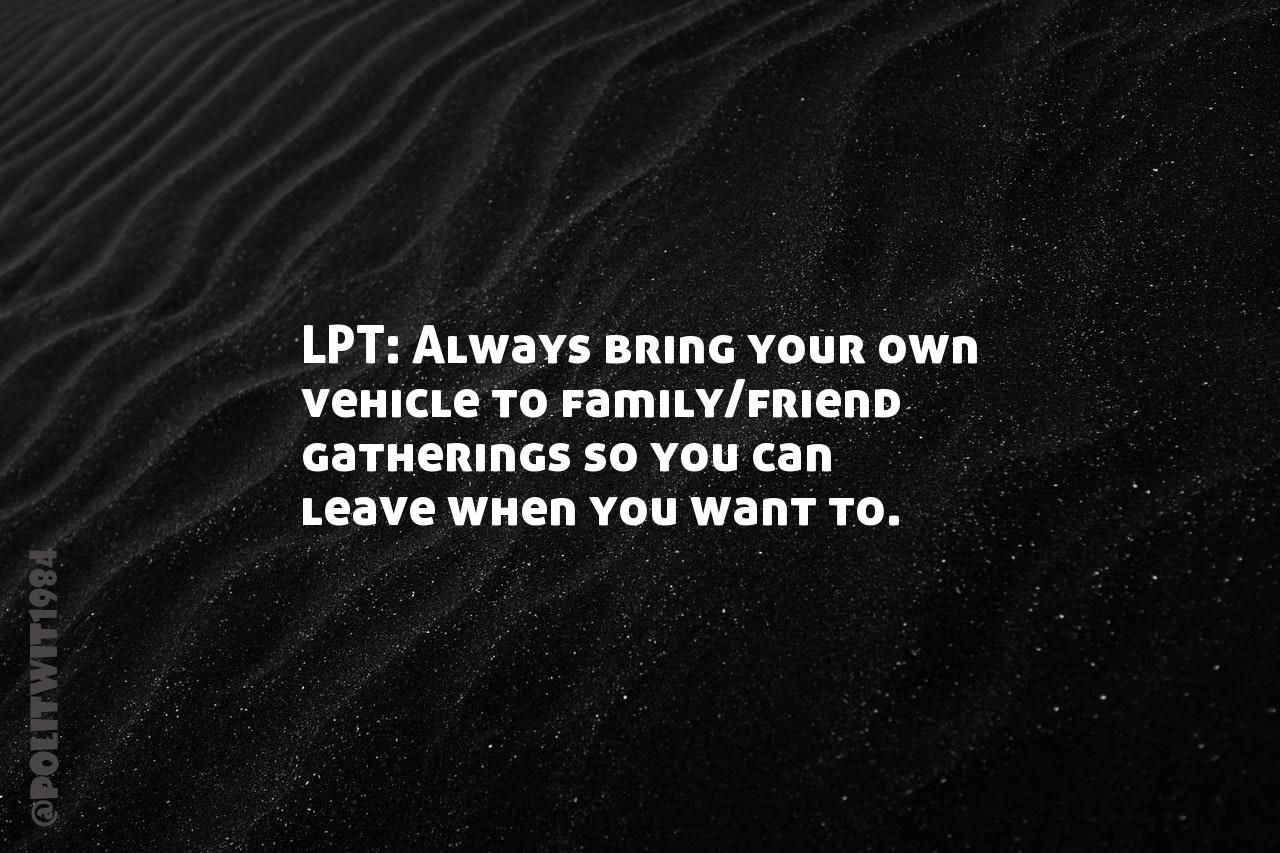 LPT: Always bring your own
vehicle to family/friend
gatherings so you can
leave when you want to.
@POLITWIT1984